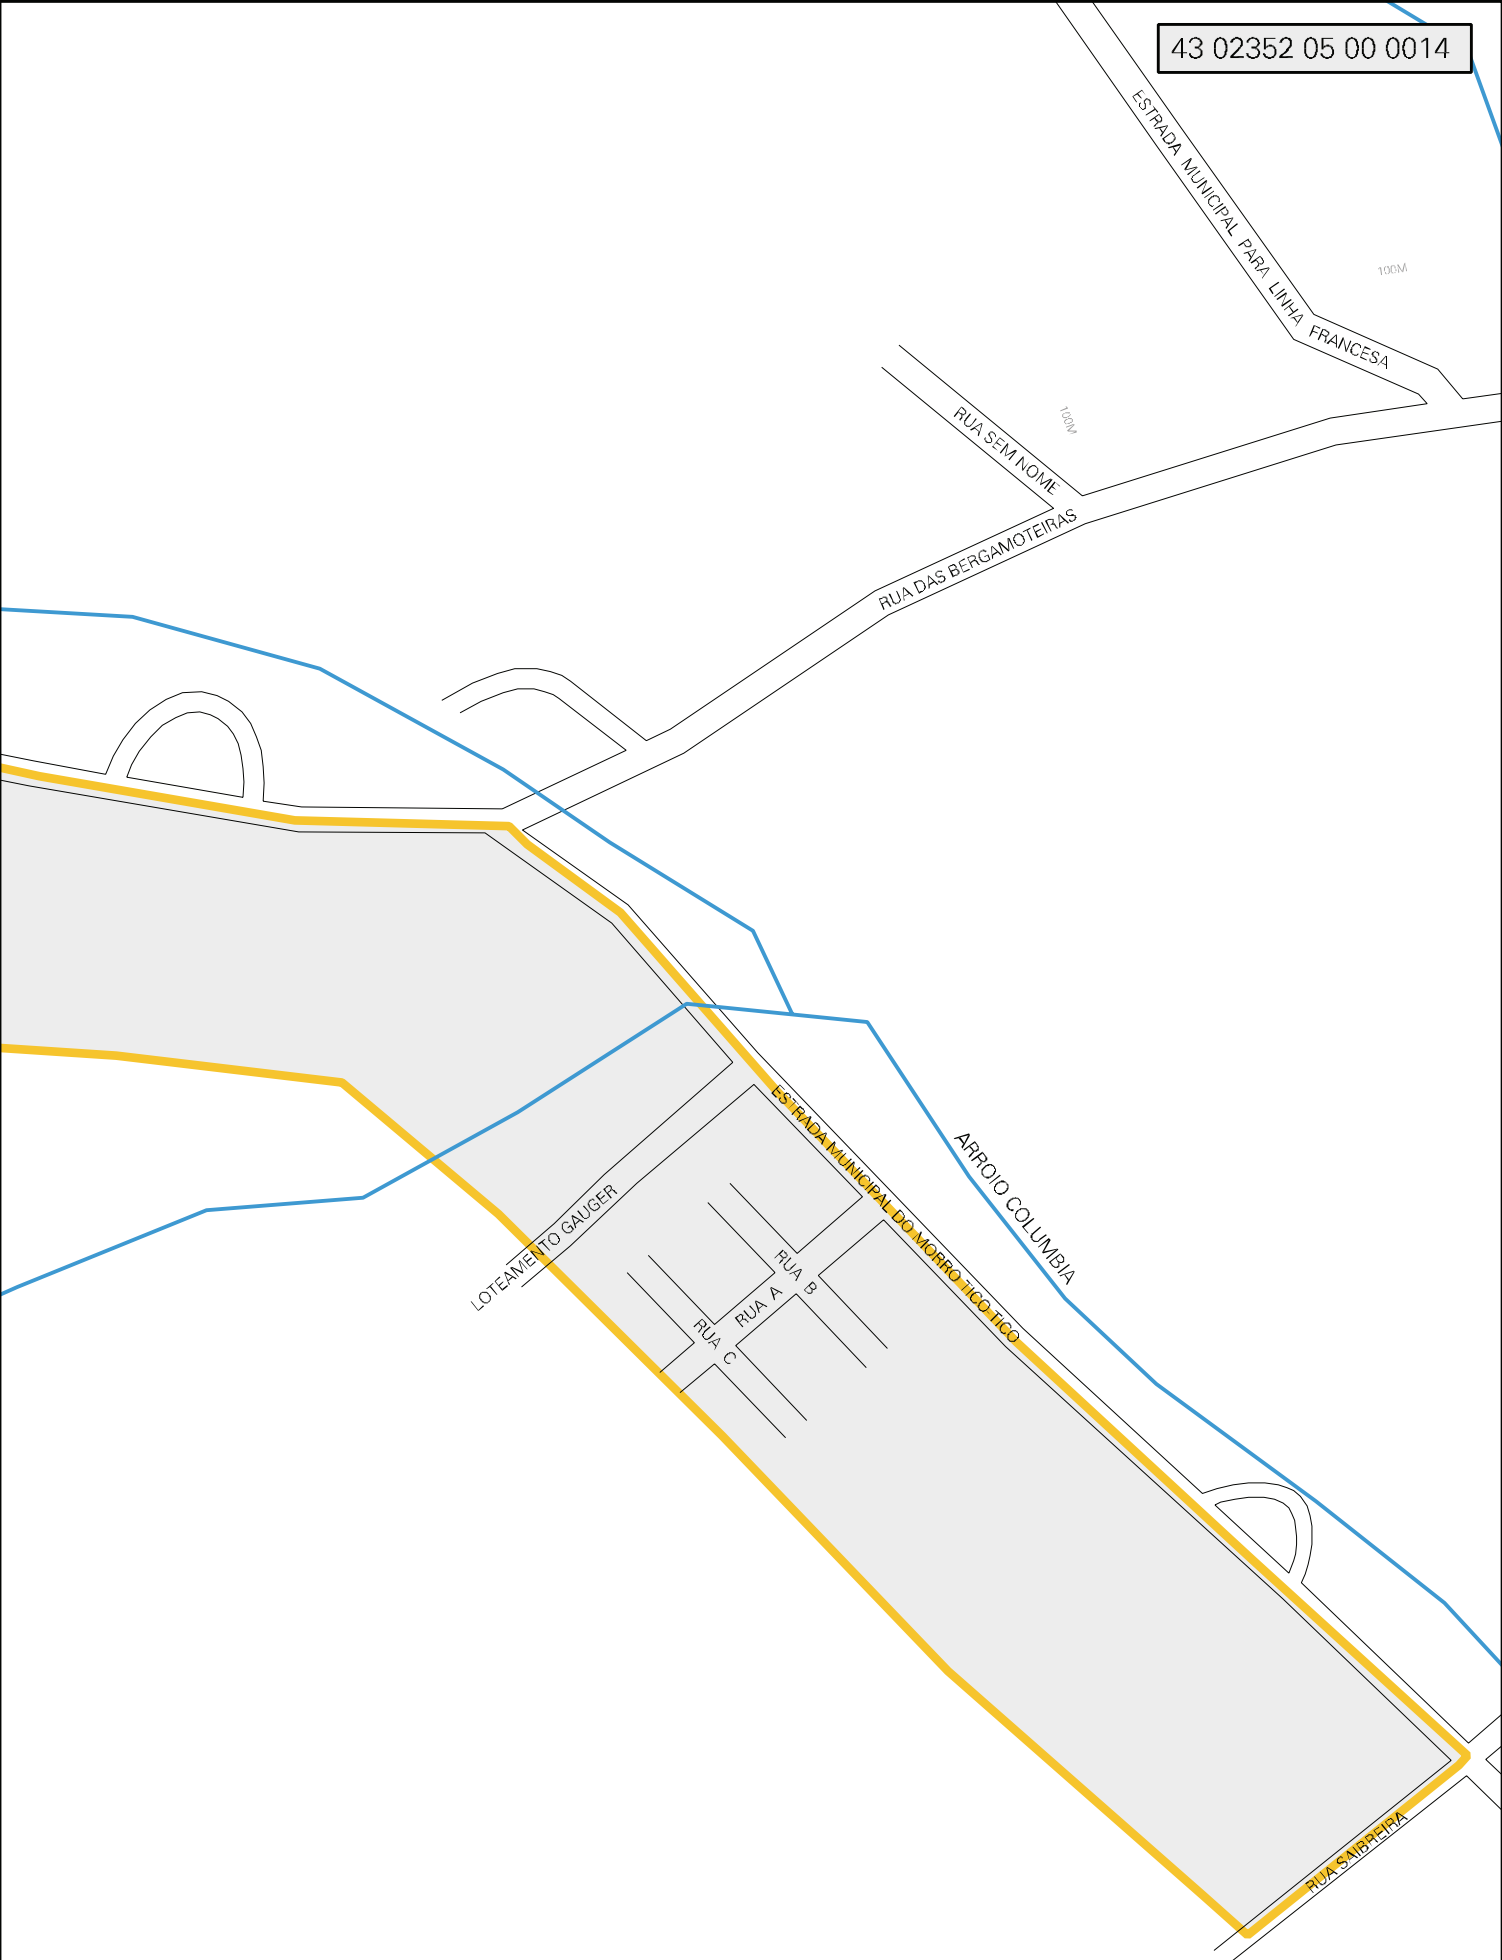 43 02352 05 00 0014
ESTRADA MUNICIPAL PARA LINHA FRANCESA
100M
100M
RUA SEM NOME
RUA DAS BERGAMOTEIRAS
ESTRADA MUNICIPAL DO MORRO TICO-TICO
ARROIO COLUMBIA
LOTEAMENTO GAUGER
RUA B
RUA A
RUA C
RUA SAIBREIRA